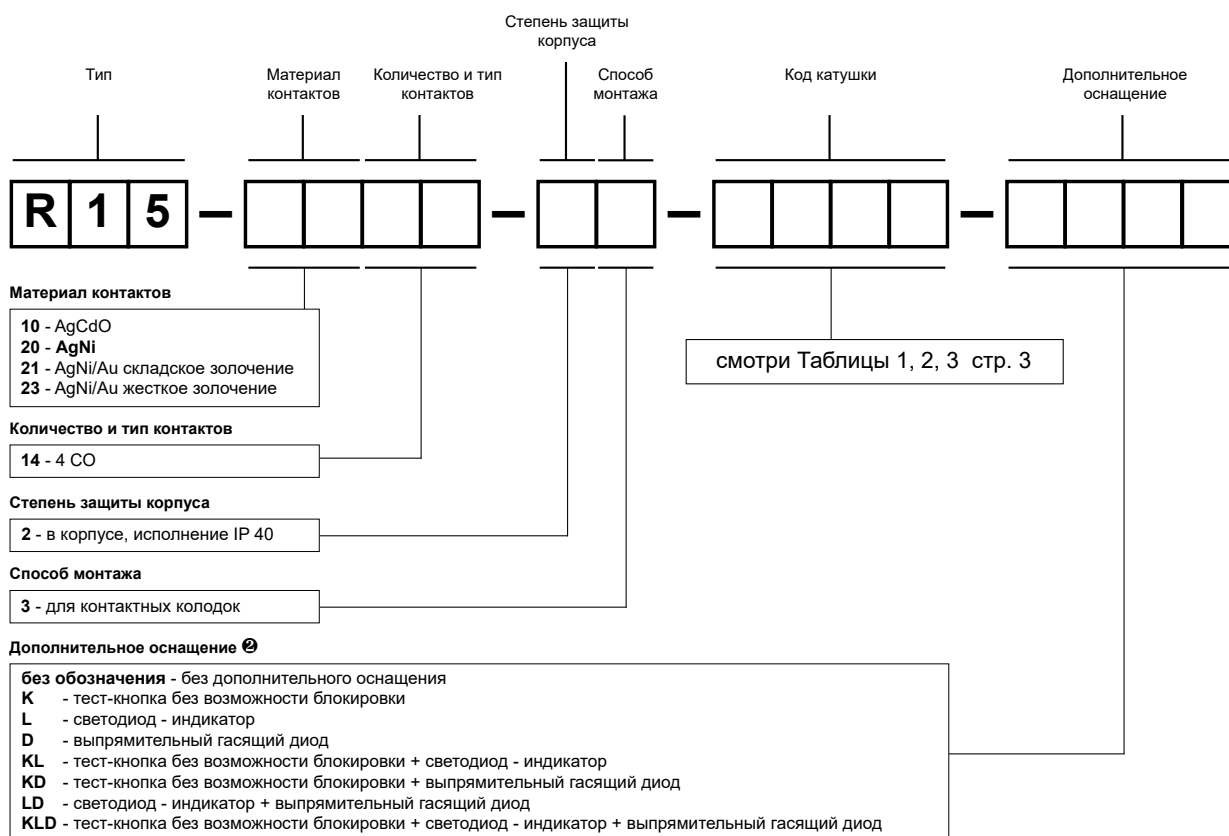 Степень защиты
корпуса
Тип
Материал
контактов
Количество и тип
контактов
Способ
монтажа
Код катушки
Дополнительное
оснащение
R 1 5 – – – –
Материал контактов
10 - AgCdO
20 - AgNi
21 - AgNi/Au складское золочение
23 - AgNi/Au жесткое золочение
смотри Таблицы 1, 2, 3 стр. 3
Количество и тип контактов
14 - 4 CO
Степень защиты корпуса
2 - в корпусе, исполнение IP 40
Способ монтажа
3 - для контактных колодок
Дополнительное оснащение ❷
без обозначения - без дополнительного оснащения
K - тест-кнопка без возможности блокировки
L - светодиод - индикатор
D - выпрямительный гасящий диод
KL - тест-кнопка без возможности блокировки + светодиод - индикатор
KD - тест-кнопка без возможности блокировки + выпрямительный гасящий диод
LD - светодиод - индикатор + выпрямительный гасящий диод
KLD - тест-кнопка без возможности блокировки + светодиод - индикатор + выпрямительный гасящий диод